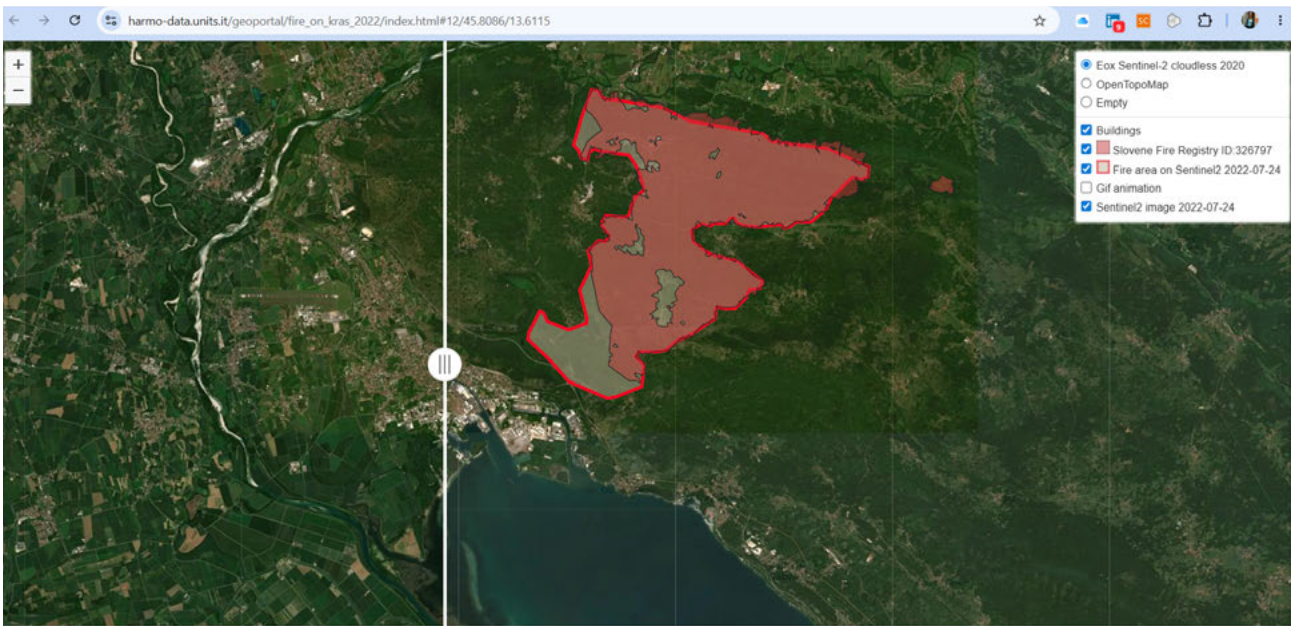 harmo-data.units.it/geoportal/fire_on_kras_2022/index.html#12/45.8086/13.6115
SC
9
+
−
Eox Sentinel-2 cloudless 2020
OpenTopoMap
Empty
Buildings
Slovene Fire Registry ID:326797
Fire area on Sentinel2 2022-07-24
Gif animation
Sentinel2 image 2022-07-24